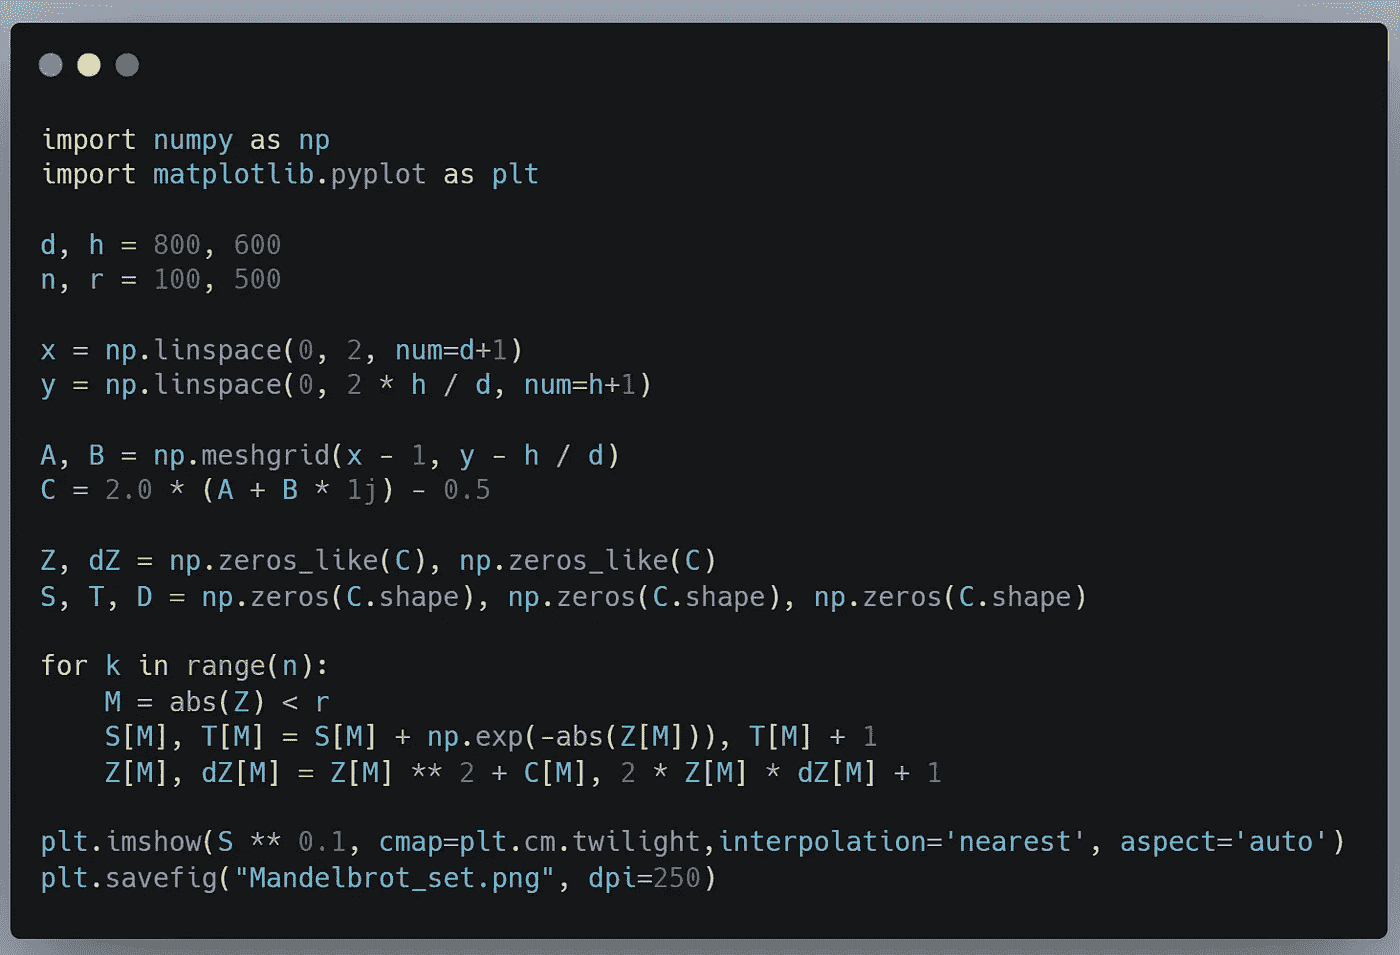 import numpy as np
import matplotlib.pyplot as plt

d, h = 800, 600
n, r = 100, 500

x = np.linspace(0, 2, num=d+1)
y = np.linspace(0, 2 * h / d, num=h+1)

A, B = np.meshgrid(x - 1, y - h / d)
C = 2.0 * (A + B * 1j) - 0.5

Z, dZ = np.zeros_like(C), np.zeros_like(C)
S, T, D = np.zeros(C.shape), np.zeros(C.shape), np.zeros(C.shape)

for k in range(n):
    M = abs(Z) < r
    S[M], T[M] = S[M] + np.exp(-abs(Z[M])), T[M] + 1
    Z[M], dZ[M] = Z[M] ** 2 + C[M], 2 * Z[M] * dZ[M] + 1

plt.imshow(S ** 0.1, cmap=plt.cm.twilight,interpolation='nearest', aspect='auto')
plt.savefig("Mandelbrot_set.png", dpi=250)